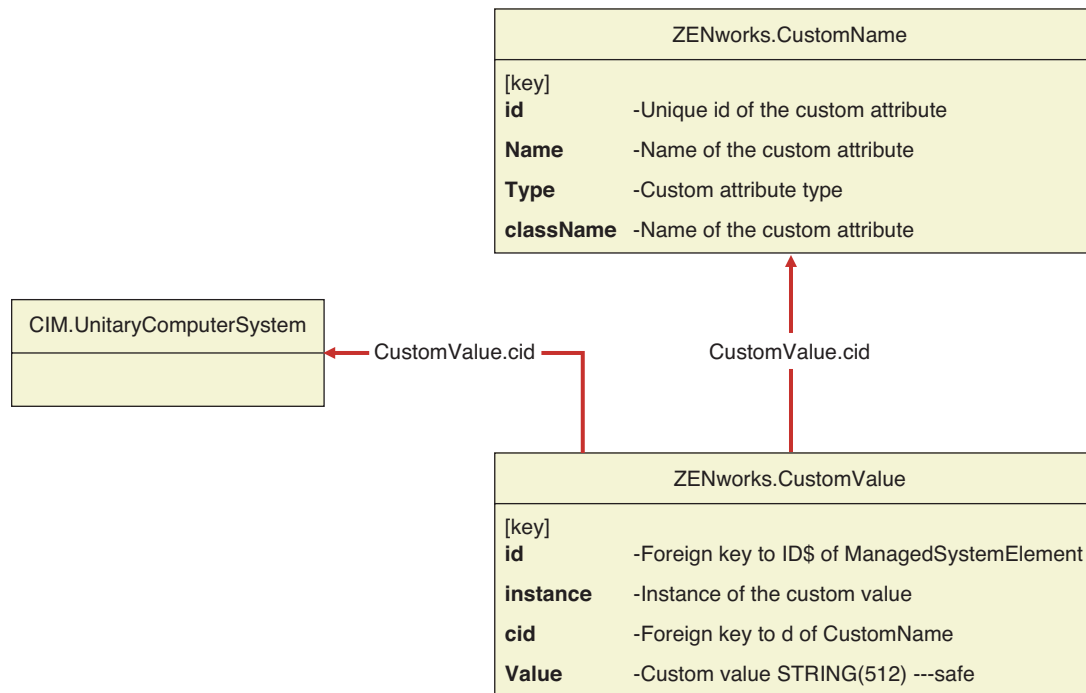 ZENworks.CustomName
[key]
id -Unique id of the custom attribute
Name -Name of the custom attribute
Type -Custom attribute type
className -Name of the custom attribute
CIM.UnitaryComputerSystem
CustomValue.cid
CustomValue.cid
ZENworks.CustomValue
[key]
id -Foreign key to ID$ of ManagedSystemElement
instance -Instance of the custom value
cid -Foreign key to d of CustomName
Value -Custom value STRING(512) ---safe